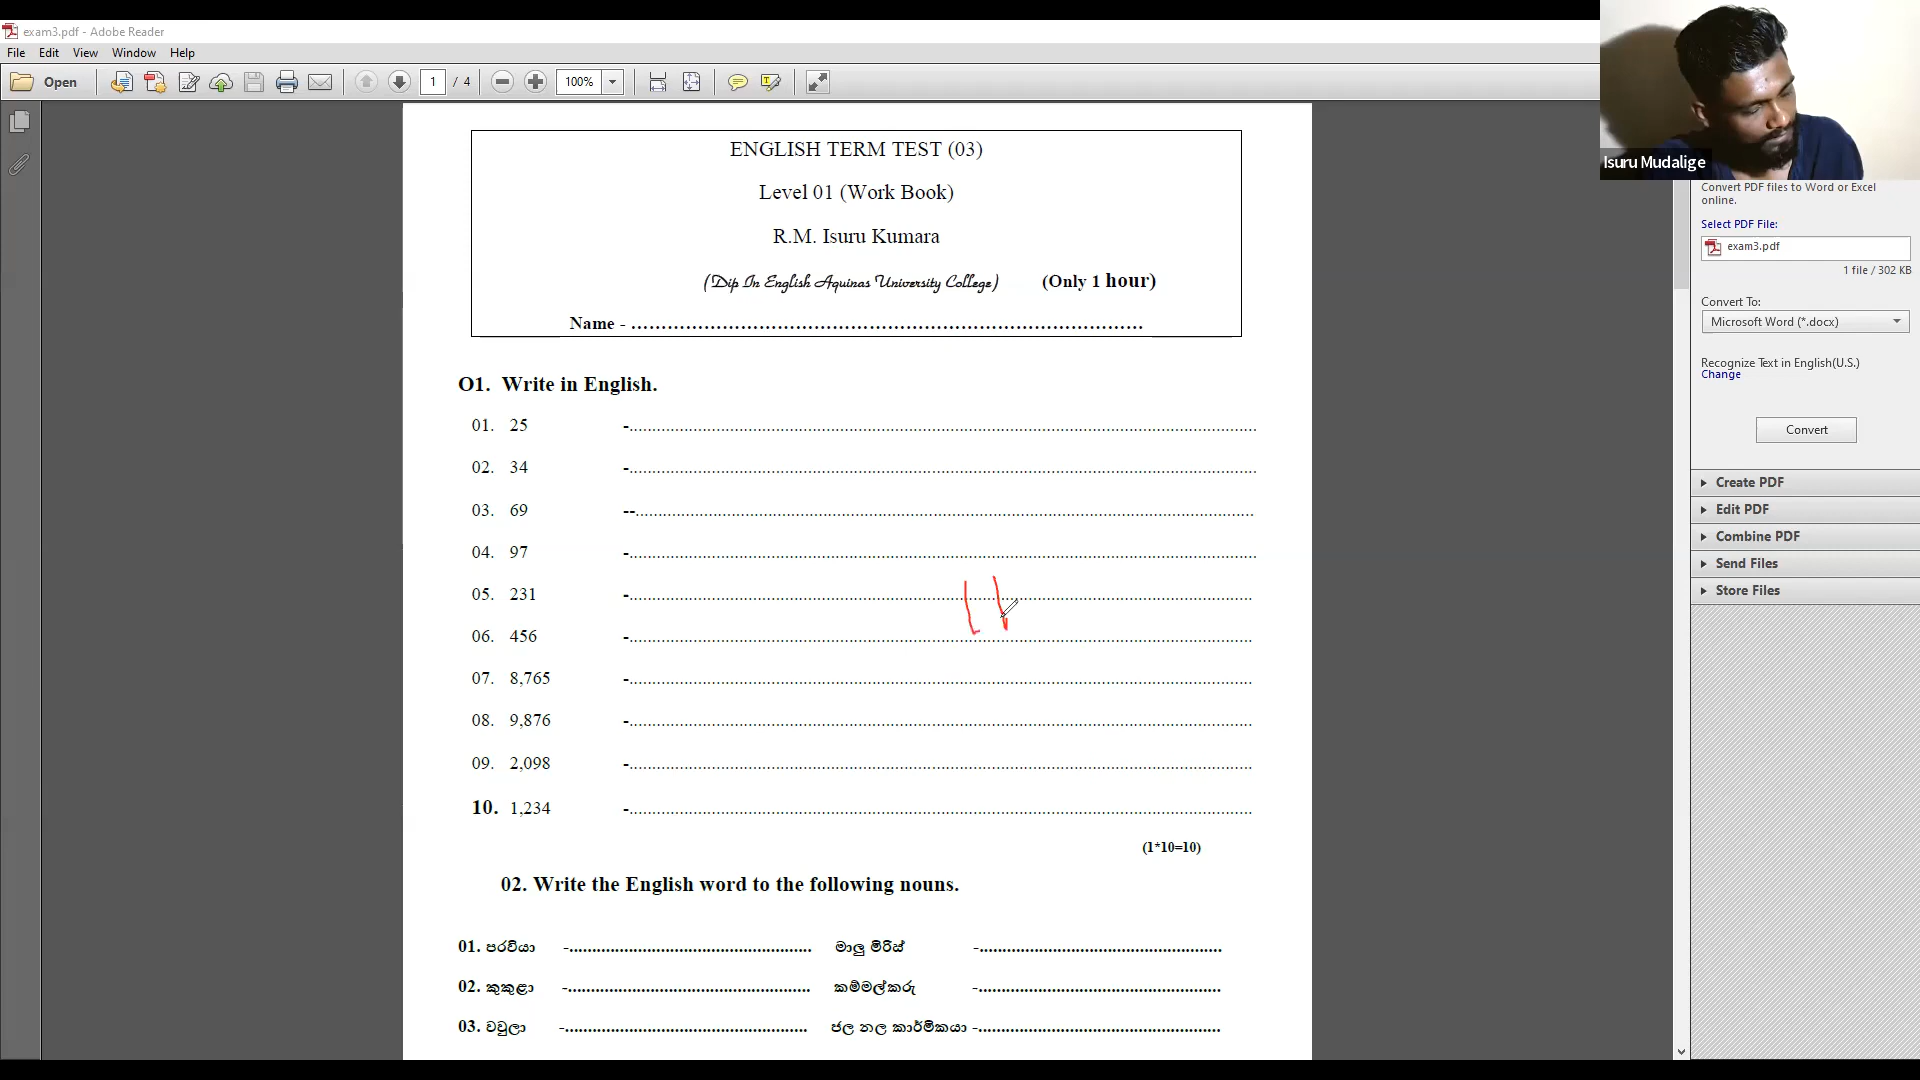 exam3.pdf - Adobe Reader
File Edit View Window Help
Open 1 / 4 100%
Isuru Mudalige
ENGLISH TERM TEST (03)
Level 01 (Work Book)
R.M. Isuru Kumara
(Dip In English Aquinas University College) (Only 1 hour)
Name - ......................................................................................
O1. Write in English.
01. 25 -..............................................................................
02. 34 -..............................................................................
03. 69 --..............................................................................
04. 97 -..............................................................................
05. 231 -..............................................................................
06. 456 -..............................................................................
07. 8,765 -..............................................................................
08. 9,876 -..............................................................................
09. 2,098 -..............................................................................
10. 1,234 -..............................................................................
(1*10=10)
02. Write the English word to the following nouns.
01. පරවියා -..................................................... මාලු මිරිස් -.....................................................
02. කුකුළා -..................................................... කම්මල්කරු -.....................................................
03. වවුලා -..................................................... ජල නල කාර්මිකයා -.....................................................
Convert PDF files to Word or Excel
online.
Select PDF File:
exam3.pdf
1 file / 302 KB
Convert To:
Microsoft Word (*.docx)
Recognize Text in English(U.S.)
Change
Convert
Create PDF
Edit PDF
Combine PDF
Send Files
Store Files